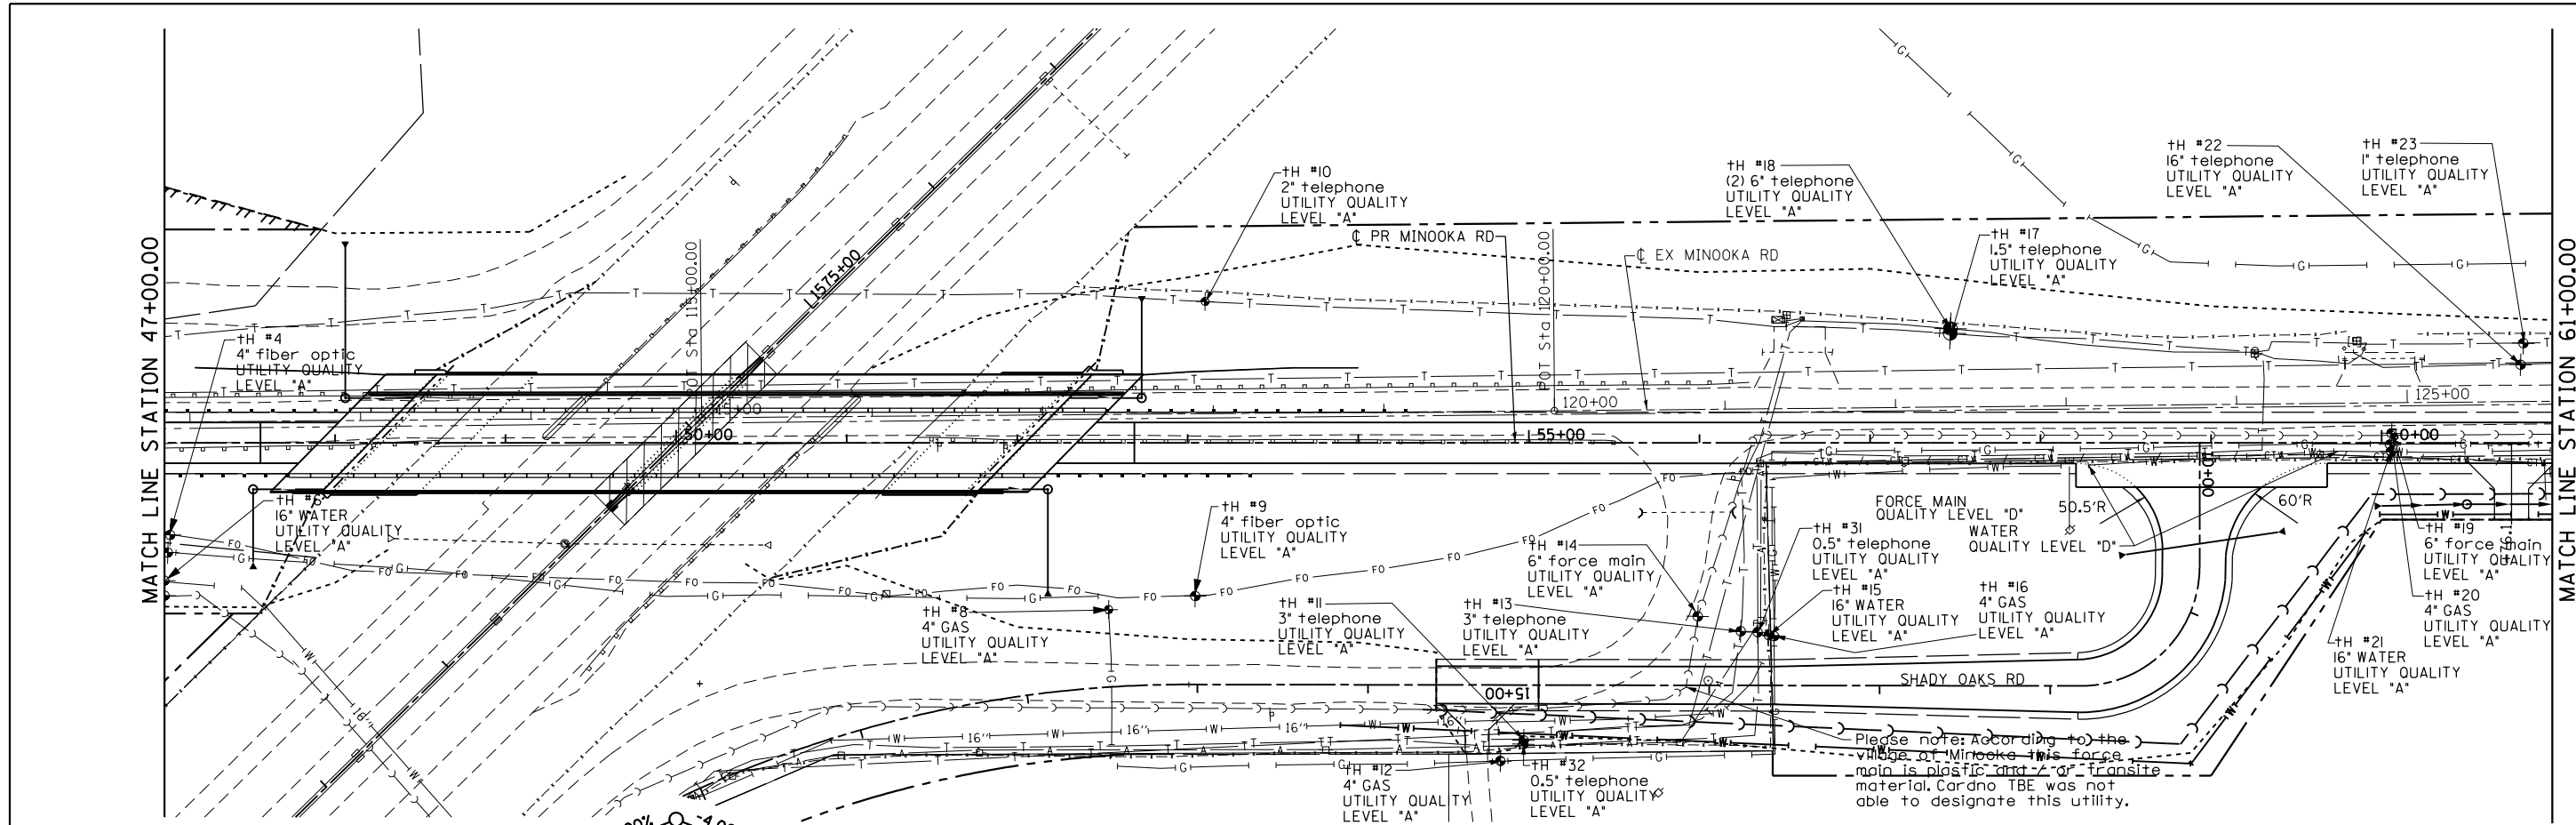 MATCH LINE STATION 47+00.00
tH #4
4" fiber optic
UTILITY QUALITY
LEVEL "A"
tH #6
16" WATER
UTILITY QUALITY
LEVEL "A"
POT Sta 115+00.00
11575+00
50+00
tH #10
2" telephone
UTILITY QUALITY
LEVEL "A"
℄ PR MINOOKA RD
POT Sta 120+00.00
℄ EX MINOOKA RD
120+00
55+00
tH #18
(2) 6" telephone
UTILITY QUALITY
LEVEL "A"
tH #17
1.5" telephone
UTILITY QUALITY
LEVEL "A"
tH #22
16" telephone
UTILITY QUALITY
LEVEL "A"
tH #23
1" telephone
UTILITY QUALITY
LEVEL "A"
125+00
60+00
MATCH LINE STATION 61+00.00
tH #9
4" fiber optic
UTILITY QUALITY
LEVEL "A"
tH #8
4" GAS
UTILITY QUALITY
LEVEL "A"
tH #11
3" telephone
UTILITY QUALITY
LEVEL "A"
tH #13
3" telephone
UTILITY QUALITY
LEVEL "A"
tH #14
6" force main
UTILITY QUALITY
LEVEL "A"
tH #31
0.5" telephone
UTILITY QUALITY
LEVEL "A"
tH #15
16" WATER
UTILITY QUALITY
LEVEL "A"
tH #16
4" GAS
UTILITY QUALITY
LEVEL "A"
FORCE MAIN
QUALITY LEVEL "D"
WATER
QUALITY LEVEL "D"
50.5'R
60'R
10+00
tH #19
6" force main
UTILITY QUALITY
LEVEL "A"
tH #20
4" GAS
UTILITY QUALITY
LEVEL "A"
tH #21
16" WATER
UTILITY QUALITY
LEVEL "A"
SHADY OAKS RD
15+00
16"
16"
16"
16"
16"
tH #12
4" GAS
UTILITY QUALITY
LEVEL "A"
tH #32
0.5" telephone
UTILITY QUALITY
LEVEL "A"
Please note: According to the
village of Minooka this force
main is plastic and / or transite
material. Cardno TBE was not
able to designate this utility.